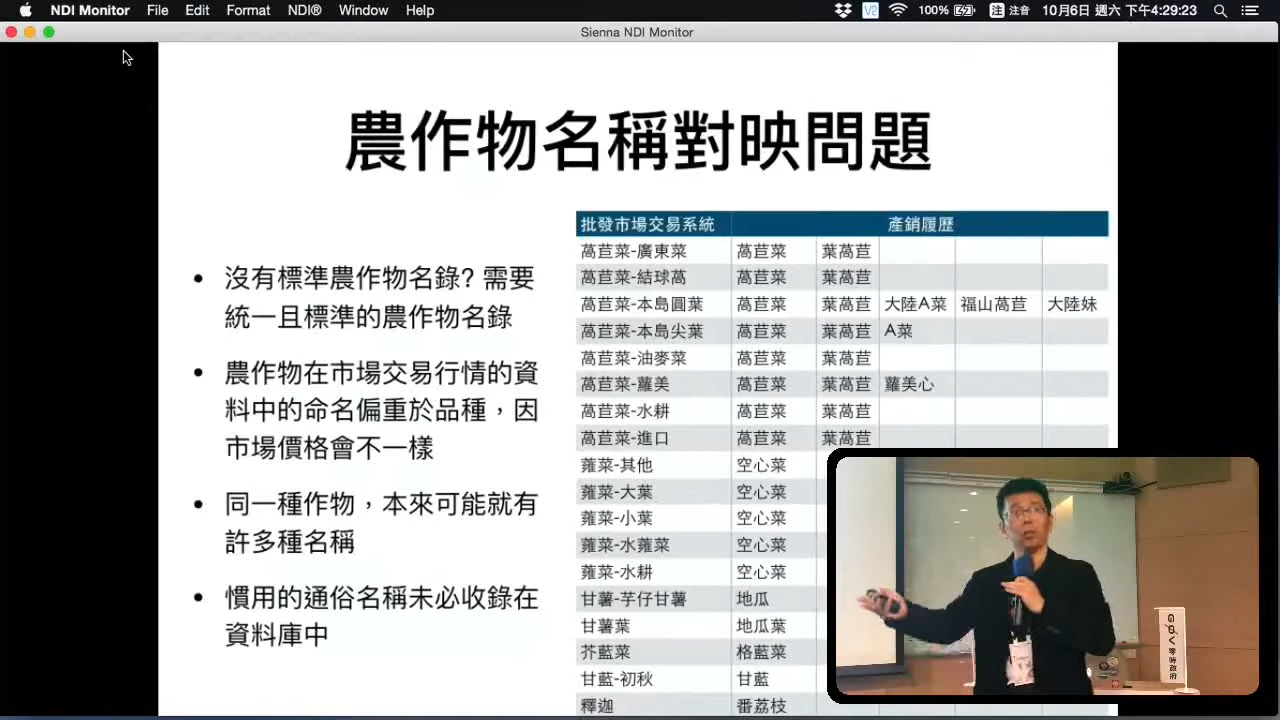 NDI Monitor File Edit Format NDI® Window Help 100% 注 注音 10月6日 週六 下午4:29:23
Sienna NDI Monitor
農作物名稱對映問題
• 沒有標準農作物名錄? 需要
統一且標準的農作物名錄
• 農作物在市場交易行情的資
料中的命名偏重於品種，因
市場價格會不一樣
• 同一種作物，本來可能就有
許多種名稱
• 慣用的通俗名稱未必收錄在
資料庫中
批發市場交易系統 產銷履歷
萵苣菜-廣東菜 萵苣菜 葉萵苣
萵苣菜-結球萵 萵苣菜 葉萵苣
萵苣菜-本島圓葉 萵苣菜 葉萵苣 大陸A菜 福山萵苣 大陸妹
萵苣菜-本島尖葉 萵苣菜 葉萵苣 A菜
萵苣菜-油麥菜 萵苣菜 葉萵苣
萵苣菜-蘿美 萵苣菜 葉萵苣 蘿美心
萵苣菜-水耕 萵苣菜 葉萵苣
萵苣菜-進口 萵苣菜 葉萵苣
蕹菜-其他 空心菜
蕹菜-大葉 空心菜
蕹菜-小葉 空心菜
蕹菜-水蕹菜 空心菜
蕹菜-水耕 空心菜
甘薯-芋仔甘薯 地瓜
甘薯葉 地瓜葉
芥藍菜 格藍菜
甘藍-初秋 甘藍
釋迦 番荔枝
g0v 零時政府